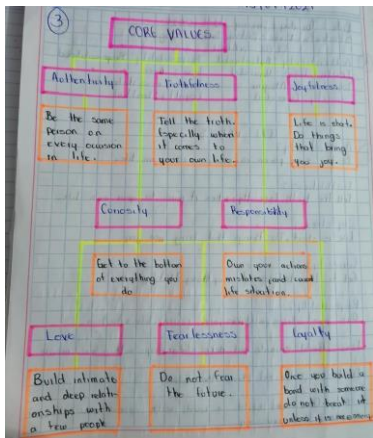 3
CORE VALUES
Authenticity
Truthfulness
Joyfulness
Be the same
person on
every occasion
in life.
Tell the truth.
Especilly when
it comes to
your own life.
Life is short.
Do things
that bring
you joy.
Curiosity
Responsibility
Get to the bottom
of everything you
do
Own your actions
mistakes and
life situation.
Love
Fearlessness
Loyalty
Build intimate
and deep relati-
onships with
a few people
Do not fear
the future.
Once you build a
bond with someone
do not break it
unless it is necessary